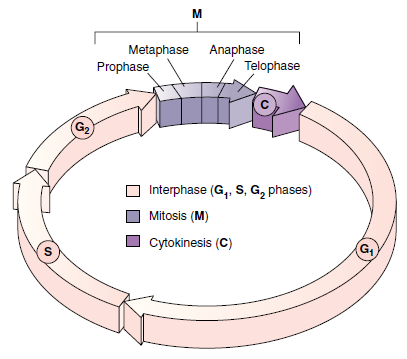 M
Metaphase Anaphase
Prophase Telophase
C
G2
Interphase (G1, S, G2 phases)
Mitosis (M)
Cytokinesis (C)
S
G1